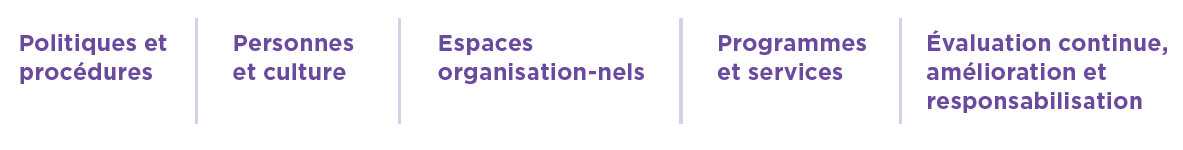 Politiques et
procédures
Personnes
et culture
Espaces
organisation-nels
Programmes
et services
Évaluation continue,
amélioration et
responsabilisation